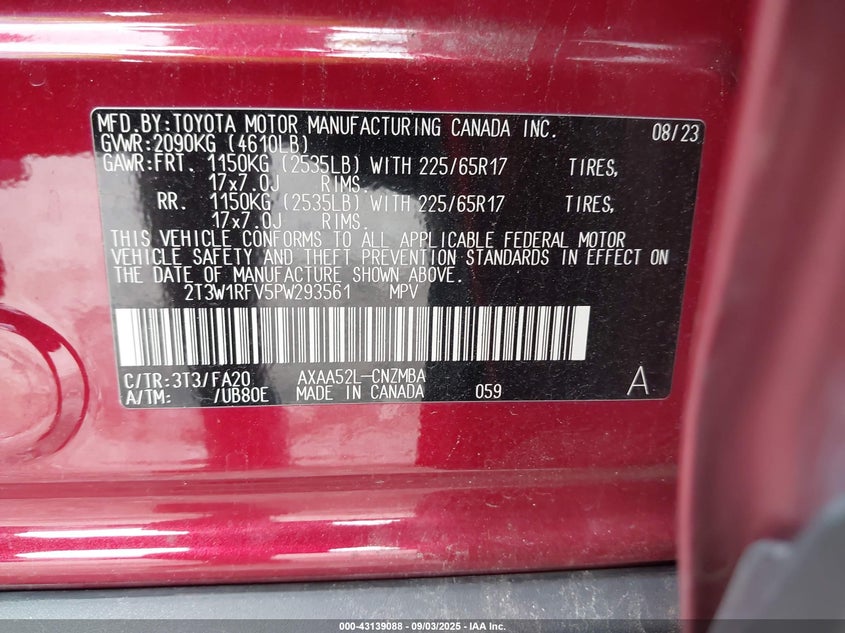 MFD.BY:TOYOTA MOTOR MANUFACTURING CANADA INC. 08/23
GVWR:2090KG (4610LB)
GAWR:FRT. 1150KG (2535LB) WITH 225/65R17 TIRES,
17x7.0J RIMS.
RR. 1150KG (2535LB) WITH 225/65R17 TIRES,
17x7.0J RIMS.
THIS VEHICLE CONFORMS TO ALL APPLICABLE FEDERAL MOTOR
VEHICLE SAFETY AND THEFT PREVENTION STANDARDS IN EFFECT ON
THE DATE OF MANUFACTURE SHOWN ABOVE.
2T3W1RFV5PW293561 MPV
C/TR:3T3/FA20 AXAA52L-CNZMBA
A/TM: /UB80E MADE IN CANADA 059 A
000-43139088 - 09/03/2025 - IAA Inc.